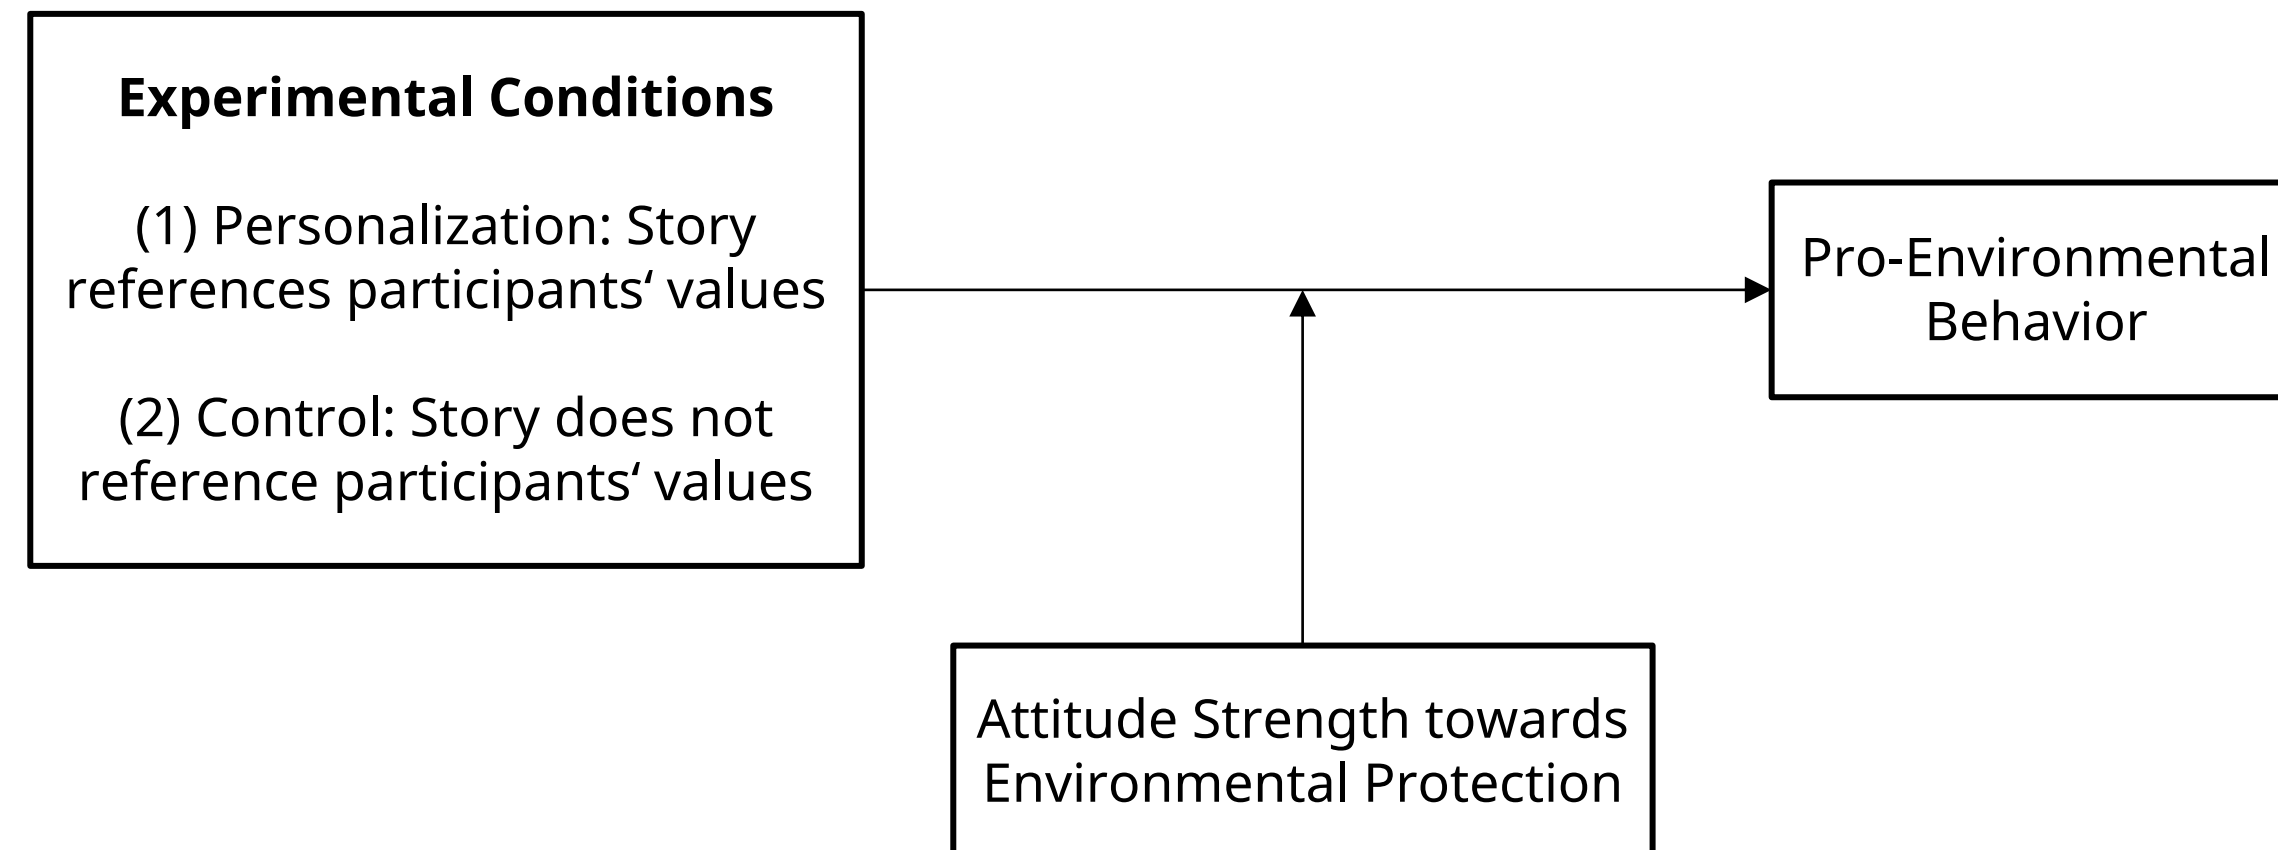 Experimental Conditions
(1) Personalization: Story
references participants‘ values
(2) Control: Story does not
reference participants‘ values
Pro-Environmental
Behavior
Attitude Strength towards
Environmental Protection